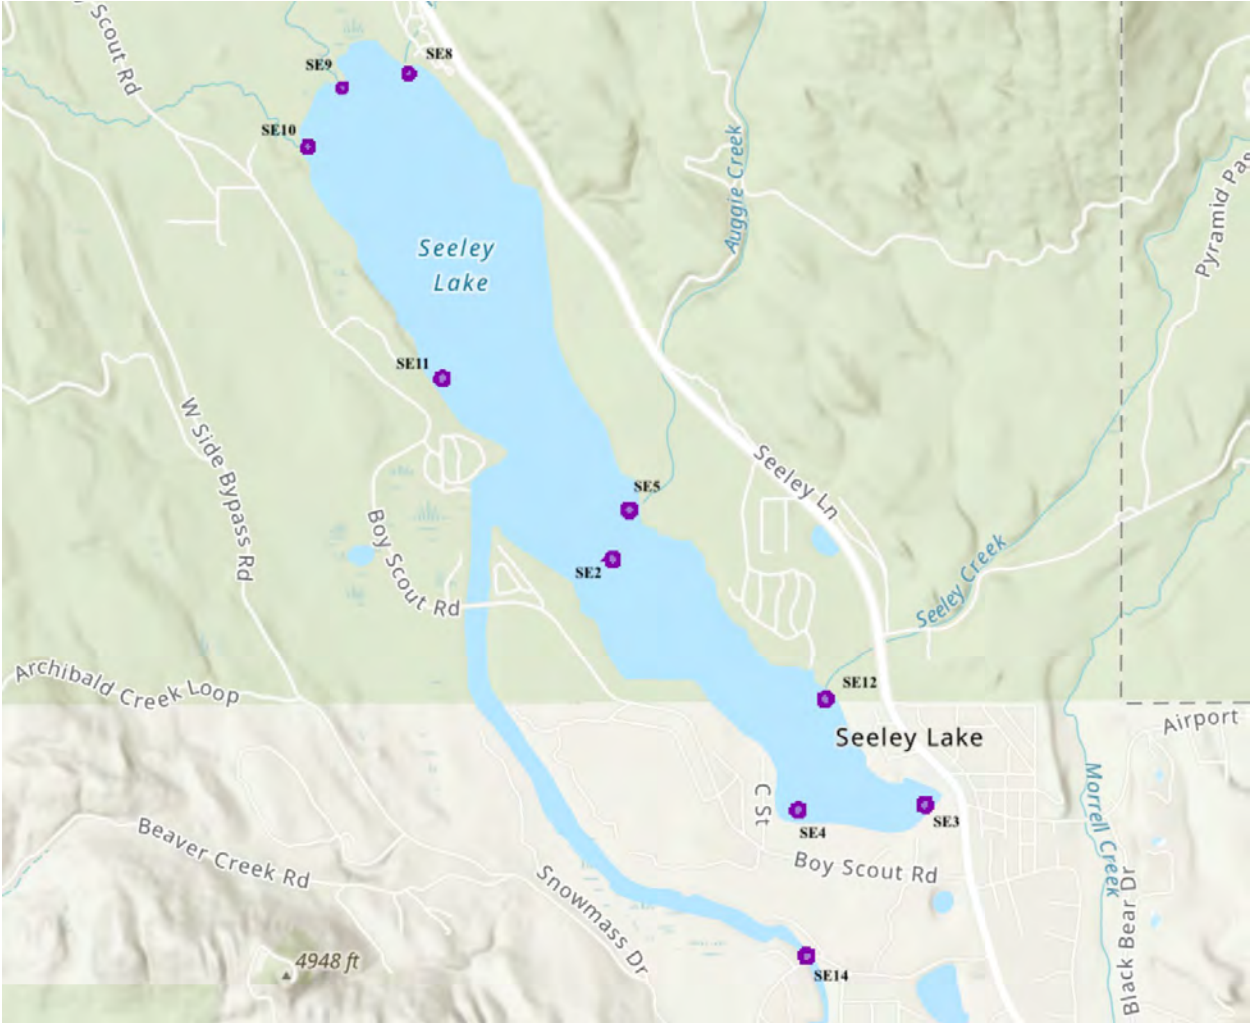 Scout Rd
SE9
SE8
SE10
Auggie Creek
Pyramid Pas
Seeley
Lake
SE11
W Side Bypass Rd
Seeley Ln
SE5
Boy Scout Rd
SE2
Seeley Creek
Archibald Creek Loop
SE12
Airport
Seeley Lake
C St
SE4
SE3
Morrell Creek
Beaver Creek Rd
Boy Scout Rd
Snowmass Dr
Black Bear Dr
4948 ft
SE14